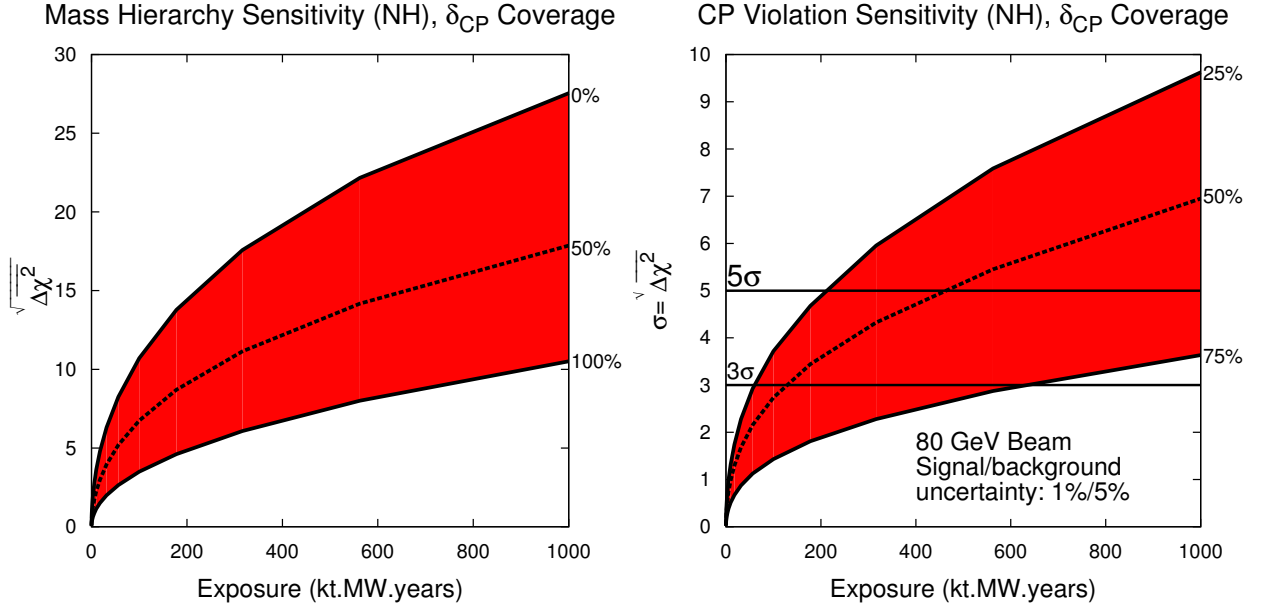 Mass Hierarchy Sensitivity (NH), δCP Coverage
30
25
20
15
10
5
0
√Δχ²
0%
50%
100%
0 200 400 600 800 1000
Exposure (kt.MW.years)
CP Violation Sensitivity (NH), δCP Coverage
10
9
8
7
6
5
4
3
2
1
0
σ=√Δχ²
25%
50%
75%
5σ
3σ
80 GeV Beam
Signal/background
uncertainty: 1%/5%
0 200 400 600 800 1000
Exposure (kt.MW.years)